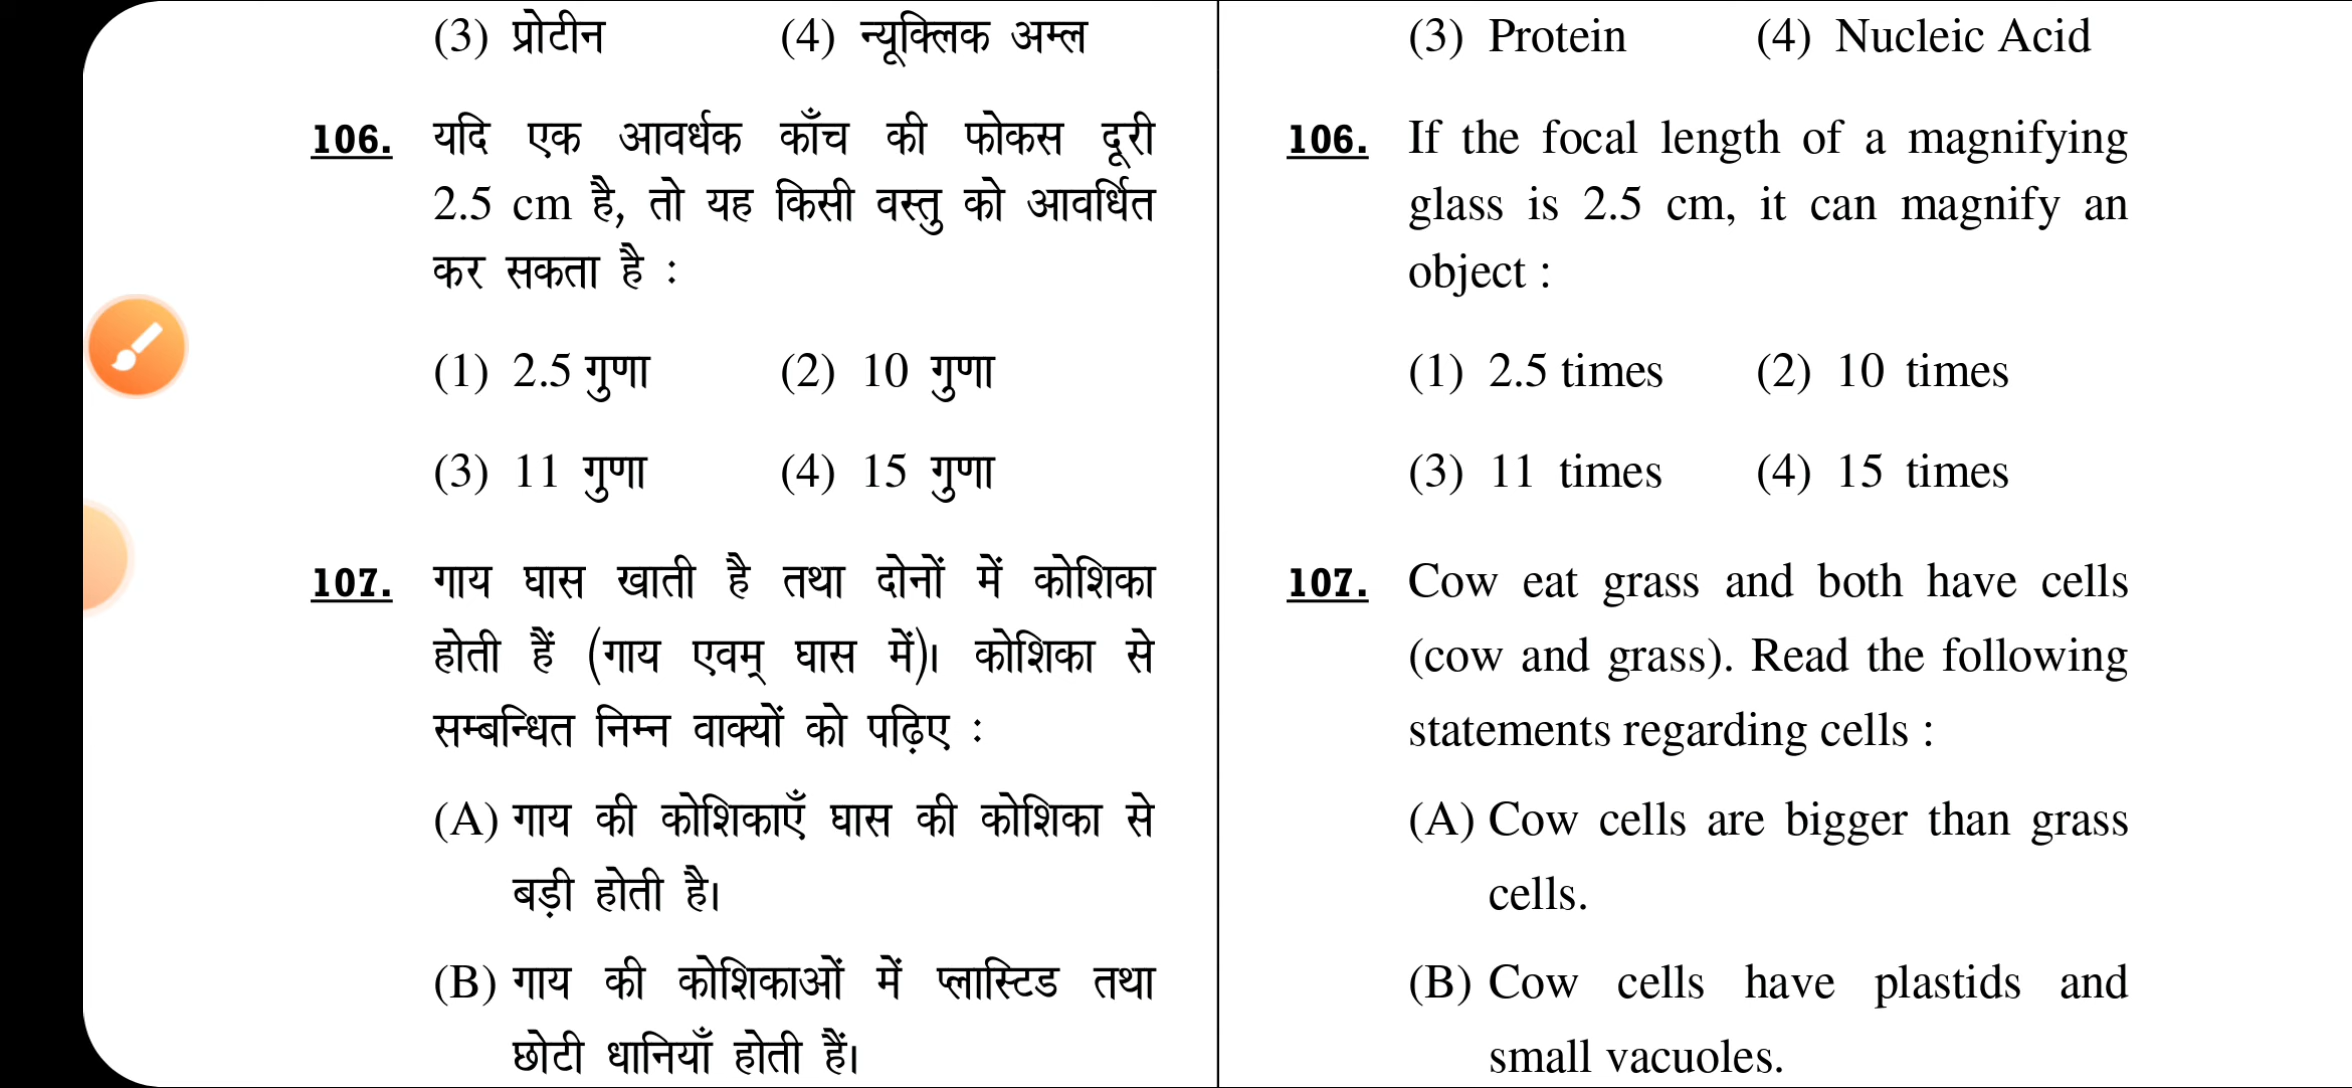 (3) प्रोटीन (4) न्यूक्लिक अम्ल
106. यदि एक आवर्धक काँच की फोकस दूरी
2.5 cm है, तो यह किसी वस्तु को आवर्धित
कर सकता है :
(1) 2.5 गुणा (2) 10 गुणा
(3) 11 गुणा (4) 15 गुणा
107. गाय घास खाती है तथा दोनों में कोशिका
होती हैं (गाय एवम् घास में)। कोशिका से
सम्बन्धित निम्न वाक्यों को पढ़िए :
(A) गाय की कोशिकाएँ घास की कोशिका से
बड़ी होती है।
(B) गाय की कोशिकाओं में प्लास्टिड तथा
छोटी धानियाँ होती हैं।
(3) Protein (4) Nucleic Acid
106. If the focal length of a magnifying
glass is 2.5 cm, it can magnify an
object :
(1) 2.5 times (2) 10 times
(3) 11 times (4) 15 times
107. Cow eat grass and both have cells
(cow and grass). Read the following
statements regarding cells :
(A) Cow cells are bigger than grass
cells.
(B) Cow cells have plastids and
small vacuoles.